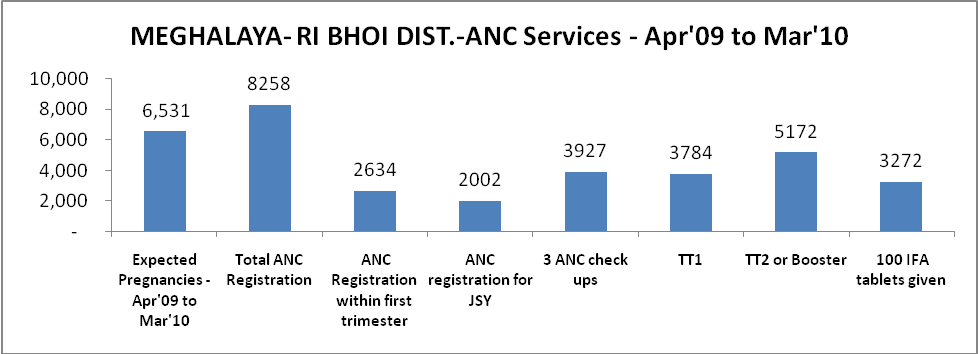 MEGHALAYA- RI BHOI DIST.-ANC Services - Apr'09 to Mar'10
10,000
8,000
6,000
4,000
2,000
-
6,531
8258
2634
2002
3927
3784
5172
3272
Expected
Pregnancies -
Apr'09 to
Mar'10
Total ANC
Registration
ANC
Registration
within first
trimester
ANC
registration for
JSY
3 ANC check
ups
TT1
TT2 or Booster
100 IFA
tablets given